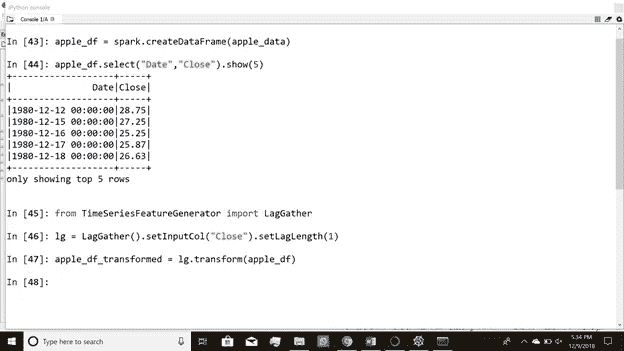 IPython console
Console 1/A
In [43]: apple_df = spark.createDataFrame(apple_data)
In [44]: apple_df.select("Date","Close").show(5)
+-------------------+-----+
|               Date|Close|
+-------------------+-----+
|1980-12-12 00:00:00|28.75|
|1980-12-15 00:00:00|27.25|
|1980-12-16 00:00:00|25.25|
|1980-12-17 00:00:00|25.87|
|1980-12-18 00:00:00|26.63|
+-------------------+-----+
only showing top 5 rows
In [45]: from TimeSeriesFeatureGenerator import LagGather
In [46]: lg = LagGather().setInputCol("Close").setLagLength(1)
In [47]: apple_df_transformed = lg.transform(apple_df)
In [48]:
Type here to search
5:34 PM
12/9/2018